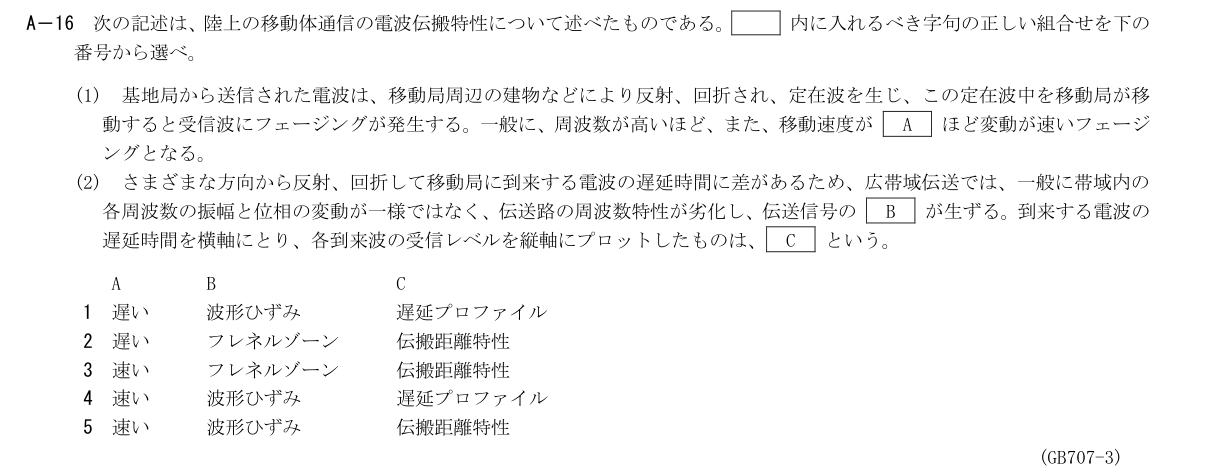 A－16 次の記述は、陸上の移動体通信の電波伝搬特性について述べたものである。 内に入れるべき字句の正しい組合せを下の
番号から選べ。
(1) 基地局から送信された電波は、移動局周辺の建物などにより反射、回折され、定在波を生じ、この定在波中を移動局が移
動すると受信波にフェージングが発生する。一般に、周波数が高いほど、また、移動速度が A ほど変動が速いフェージ
ングとなる。
(2) さまざまな方向から反射、回折して移動局に到来する電波の遅延時間に差があるため、広帯域伝送では、一般に帯域内の
各周波数の振幅と位相の変動が一様ではなく、伝送路の周波数特性が劣化し、伝送信号の B が生ずる。到来する電波の
遅延時間を横軸にとり、各到来波の受信レベルを縦軸にプロットしたものは、 C という。
A B C
1 遅い 波形ひずみ 遅延プロファイル
2 遅い フレネルゾーン 伝搬距離特性
3 速い フレネルゾーン 伝搬距離特性
4 速い 波形ひずみ 遅延プロファイル
5 速い 波形ひずみ 伝搬距離特性
(GB707-3)